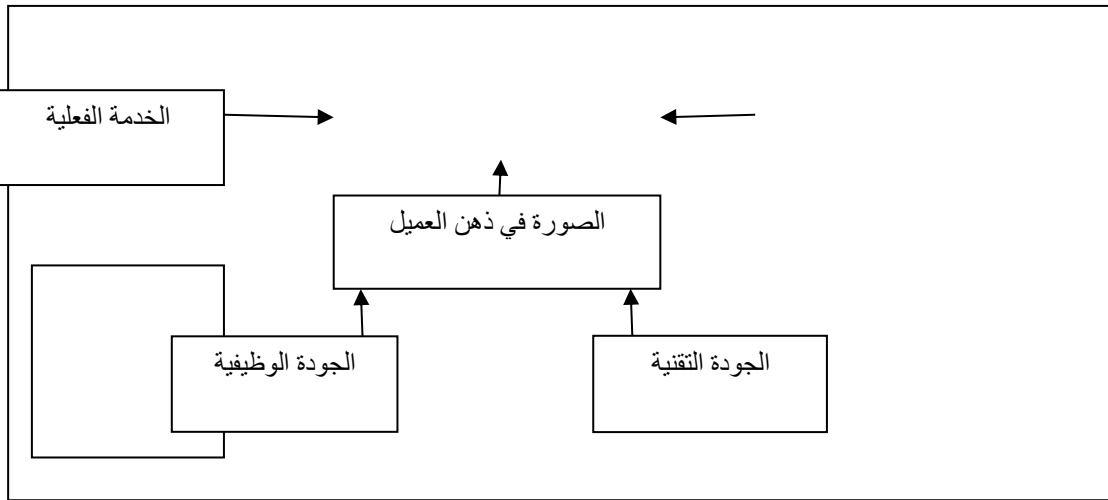 الخدمة الفعلية
الصورة في ذهن العميل
الجودة التقنية
الجودة الوظيفية